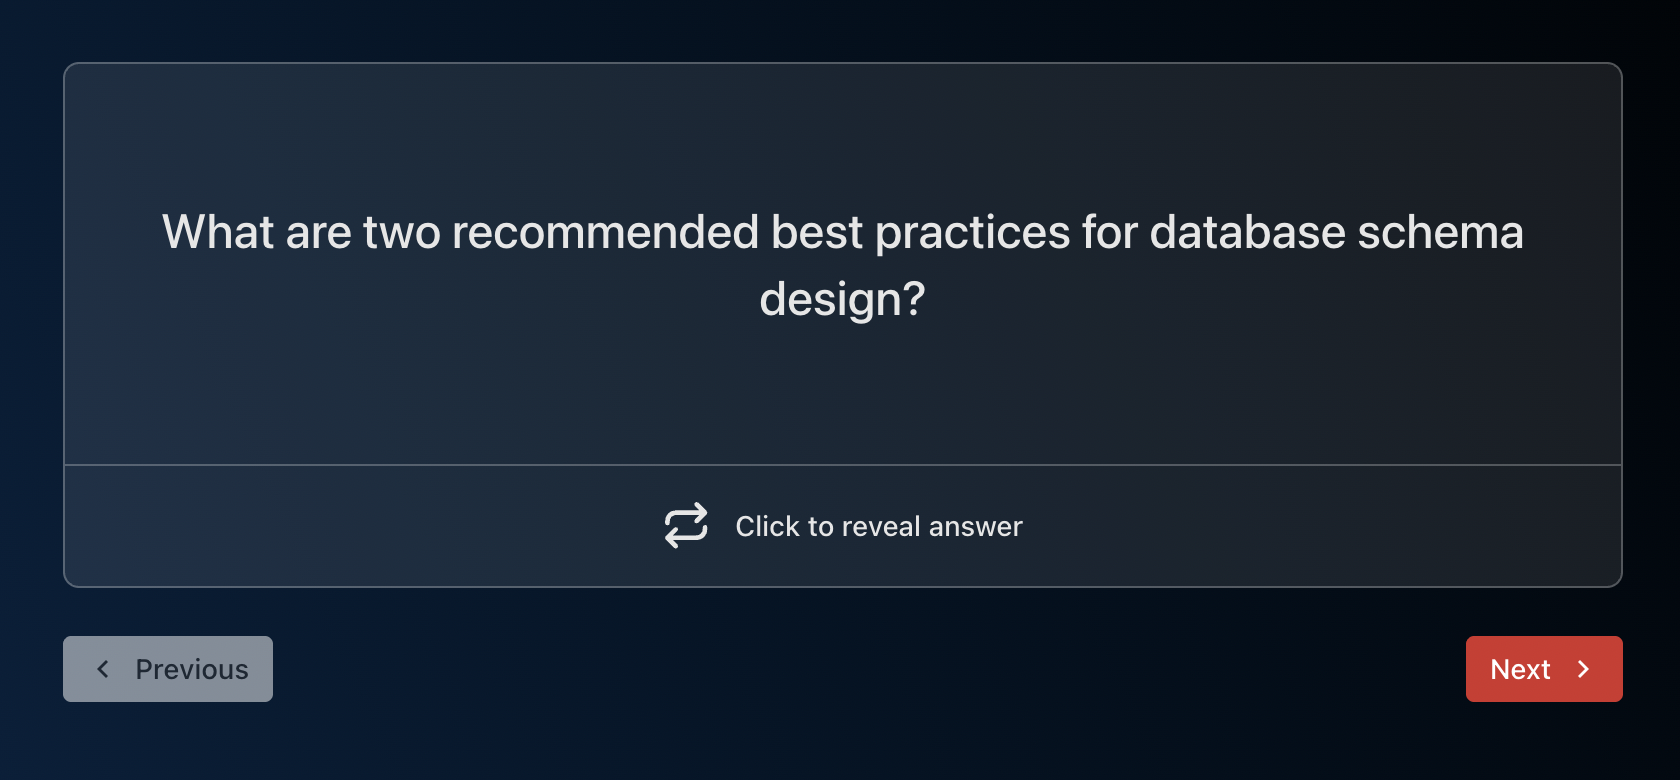 What are two recommended best practices for database schema
design?
Click to reveal answer
Previous
Next